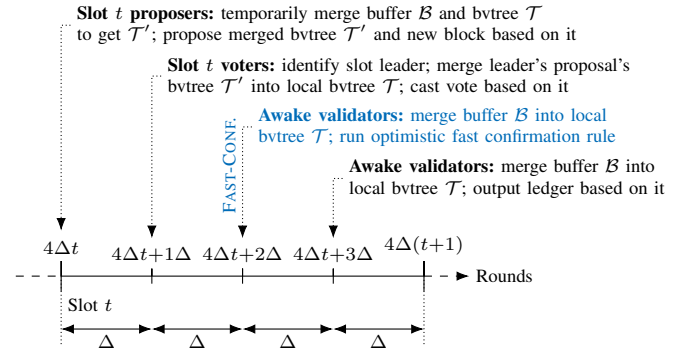 Slot t proposers: temporarily merge buffer ℬ and bvtree 𝒯
to get 𝒯′; propose merged bvtree 𝒯′ and new block based on it
Slot t voters: identify slot leader; merge leader's proposal's
bvtree 𝒯′ into local bvtree 𝒯; cast vote based on it
Awake validators: merge buffer ℬ into local
bvtree 𝒯; run optimistic fast confirmation rule
FAST-CONF.
Awake validators: merge buffer ℬ into
local bvtree 𝒯; output ledger based on it
4Δt 4Δt+1Δ 4Δt+2Δ 4Δt+3Δ 4Δ(t+1)
Rounds
Slot t
Δ Δ Δ Δ